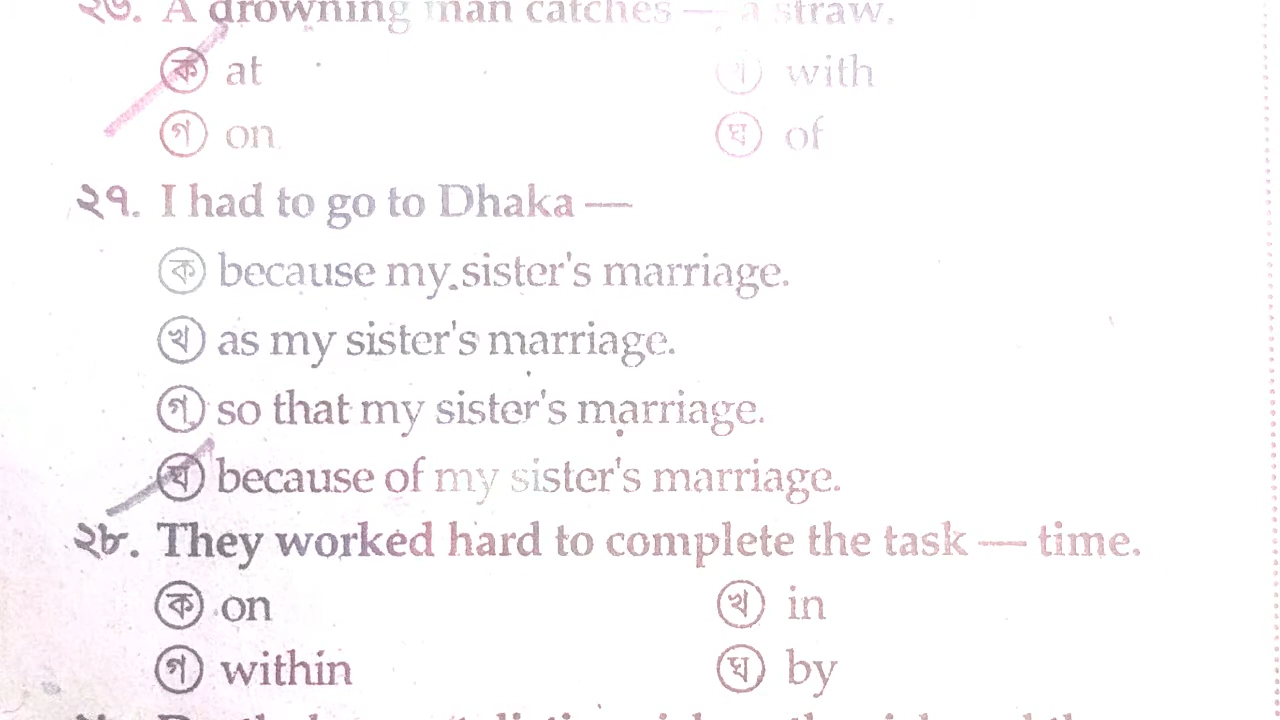 ২৬. A drowning man catches — a straw.
ক at খ with
গ on ঘ of
২৭. I had to go to Dhaka —
ক because my sister's marriage.
খ as my sister's marriage.
গ so that my sister's marriage.
ঘ because of my sister's marriage.
২৮. They worked hard to complete the task — time.
ক on খ in
গ within ঘ by